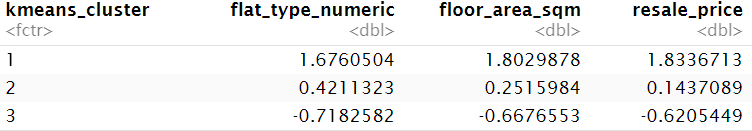 kmeans_cluster flat_type_numeric floor_area_sqm resale_price
<fctr> <dbl> <dbl> <dbl>
1 1.6760504 1.8029878 1.8336713
2 0.4211323 0.2515984 0.1437089
3 -0.7182582 -0.6676553 -0.6205449